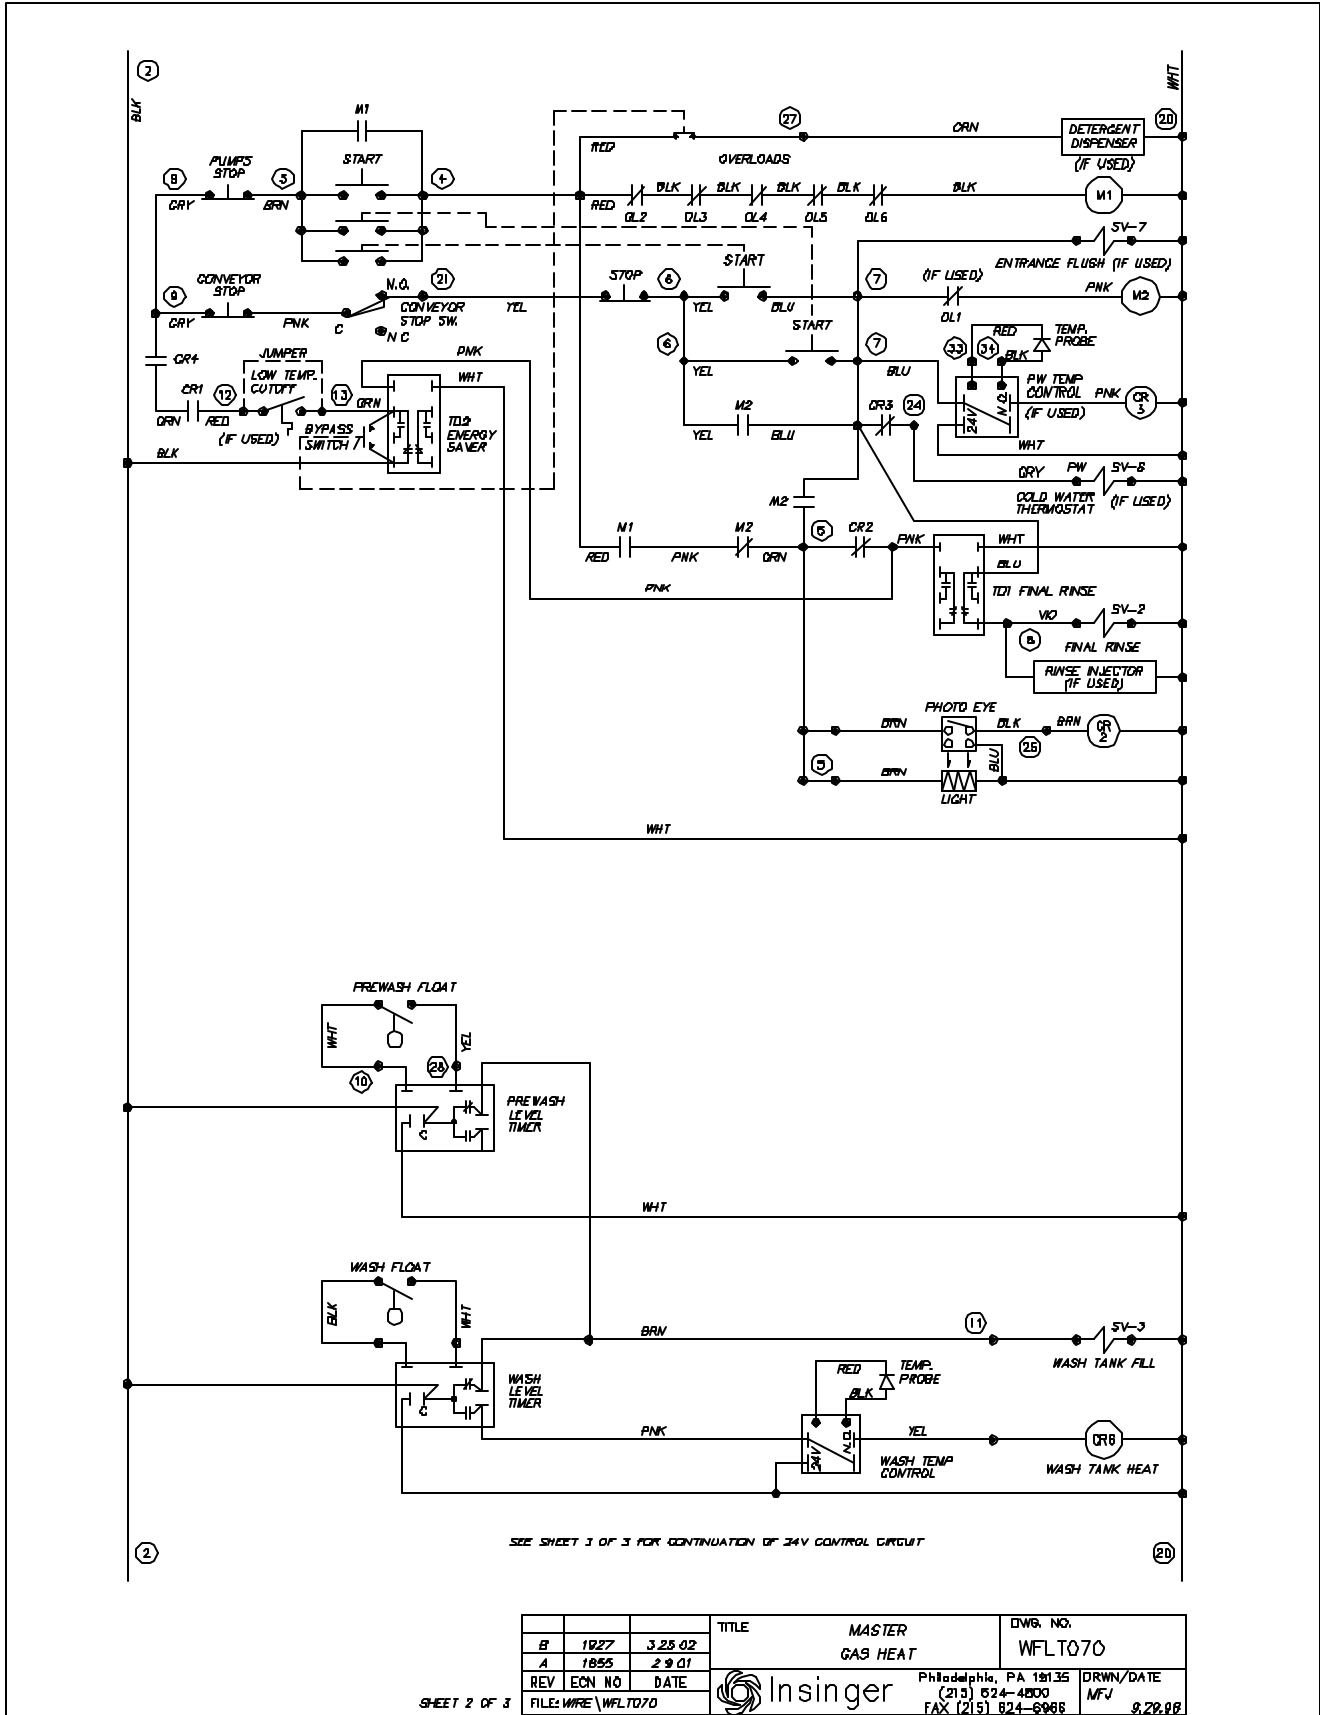 2
BLK
WHT
M1
START
PUMPS
STOP
8
3
4
GRY
BRN
RED
27
ORN
20
DETERGENT
DISPENSER
(IF USED)
OVERLOADS
RED
BLK
BLK
BLK
BLK
BLK
OL2
OL3
OL4
OL5
OL6
M1
SV-7
ENTRANCE FLUSH (IF USED)
CONVEYOR
STOP
9
GRY
PNK
C
N.O.
21
CONVEYOR
STOP SW.
N C
YEL
STOP
6
START
YEL
BLU
7
(IF USED)
OL1
PNK
M2
START
6
YEL
7
BLU
33
34
RED
BLK
TEMP.
PROBE
PW TEMP
CONTROL
(IF USED)
24V
N.O.
PNK
CR
3
WHT
CR4
JUMPER
LOW TEMP.
CUTOFF
CR1
12
13
ORN
RED
(IF USED)
GRN
BYPASS
SWITCH
PNK
WHT
TD2
ENERGY
SAVER
BLK
M2
YEL
BLU
CR3
24
GRY
PW
SV-6
COLD WATER
THERMOSTAT
(IF USED)
M2
M1
M2
5
CR2
RED
PNK
GRN
PNK
WHT
BLU
PNK
TD1 FINAL RINSE
VIO
SV-2
FINAL RINSE
RINSE INJECTOR
(IF USED)
PHOTO EYE
BRN
BLK
BRN
CR
2
BLU
5
BRN
LIGHT
WHT
PREWASH FLOAT
WHT
YEL
10
28
PREWASH
LEVEL
TIMER
C
WHT
WASH FLOAT
BLK
WHT
BRN
11
SV-3
WASH TANK FILL
WASH
LEVEL
TIMER
C
RED
BLK
TEMP.
PROBE
PNK
24V
N.O.
YEL
WASH TEMP
CONTROL
CR6
WASH TANK HEAT
SEE SHEET 3 OF 3 FOR CONTINUATION OF 24V CONTROL CIRCUIT
2
20
TITLE
MASTER
GAS HEAT
DWG. NO.
WFLT070
B 1927 3 25 02
A 1855 2 9 01
REV ECN NO DATE
SHEET 2 OF 3
FILE: WIRE\WFLT070
Insinger
Philadelphia, PA 19135
(215) 624-4800
FAX (215) 624-6966
DRWN/DATE
MFJ
9.29.98